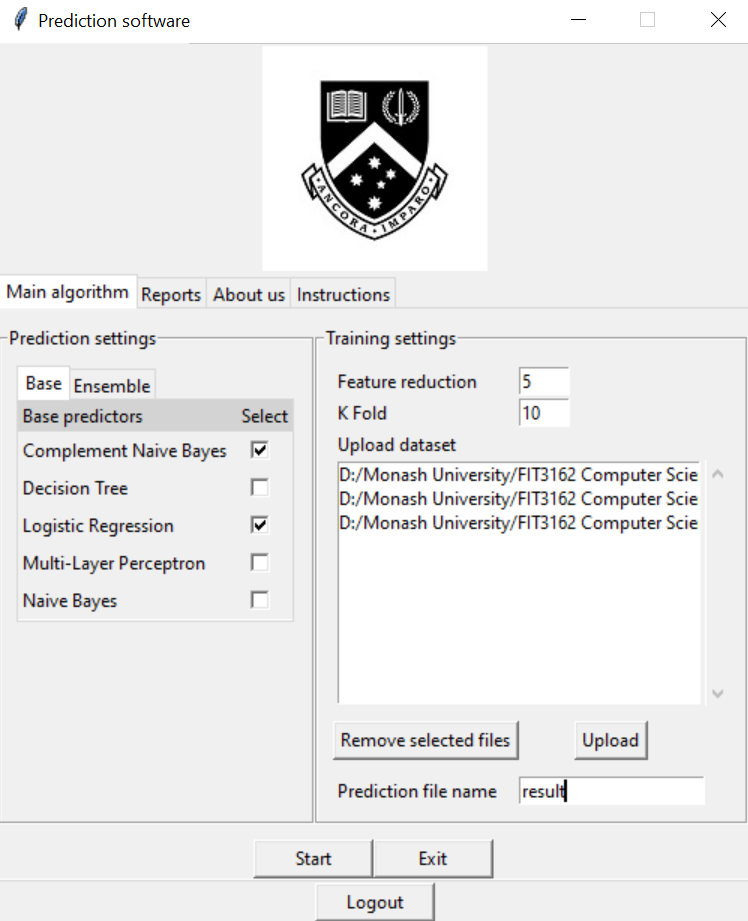 Prediction software
ANCORA IMPARO
Main algorithm Reports About us Instructions
Prediction settings
Base Ensemble
Base predictors Select
Complement Naive Bayes
Decision Tree
Logistic Regression
Multi-Layer Perceptron
Naive Bayes
Training settings
Feature reduction 5
K Fold 10
Upload dataset
D:/Monash University/FIT3162 Computer Scie
D:/Monash University/FIT3162 Computer Scie
D:/Monash University/FIT3162 Computer Scie
Remove selected files Upload
Prediction file name result
Start Exit
Logout